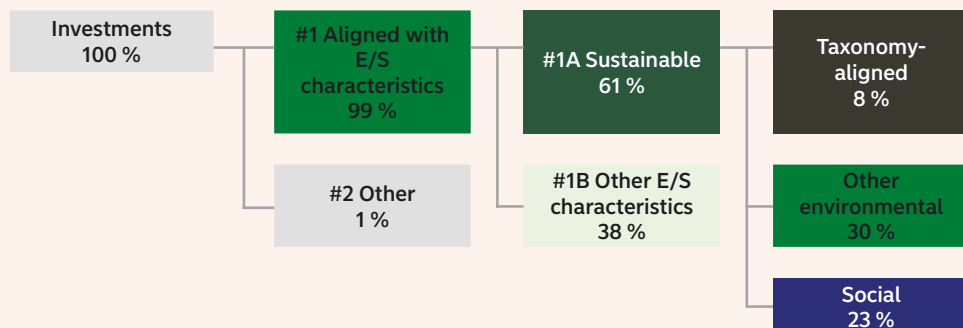 Investments
100 %
#1 Aligned with
E/S
characteristics
99 %
#2 Other
1 %
#1A Sustainable
61 %
#1B Other E/S
characteristics
38 %
Taxonomy-
aligned
8 %
Other
environmental
30 %
Social
23 %